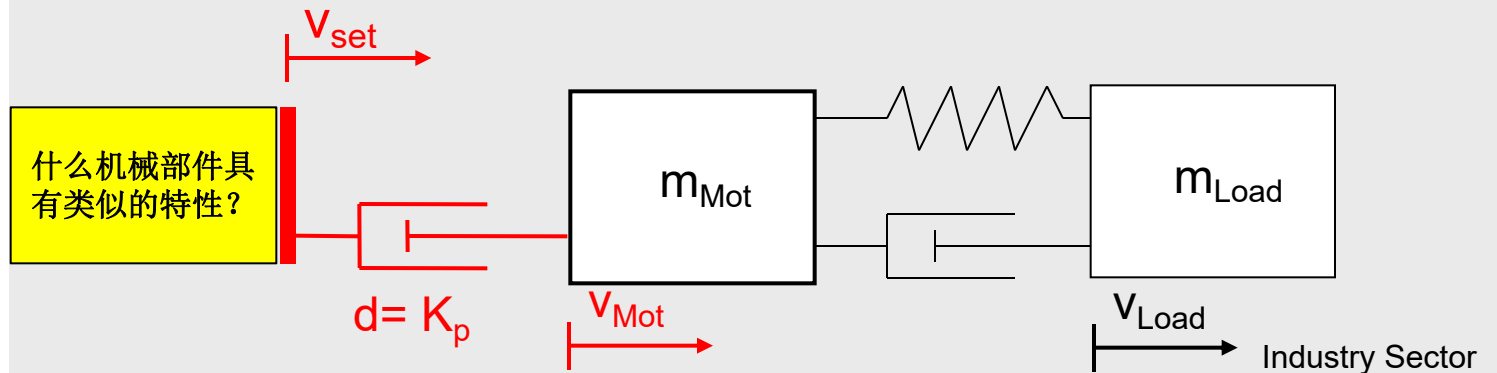 v_set
什么机械部件具
有类似的特性？
m_Mot
m_Load
d= K_p
v_Mot
v_Load
Industry Sector